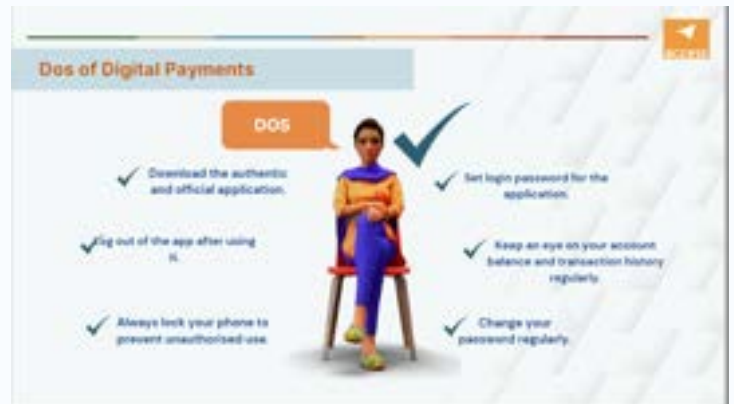 ACCESS
Dos of Digital Payments
DOS
Download the authentic
and official application.
Set login password for the
application.
Log out of the app after using
it.
Keep an eye on your account
balance and transaction history
regularly.
Always lock your phone to
prevent unauthorised use.
Change your
password regularly.